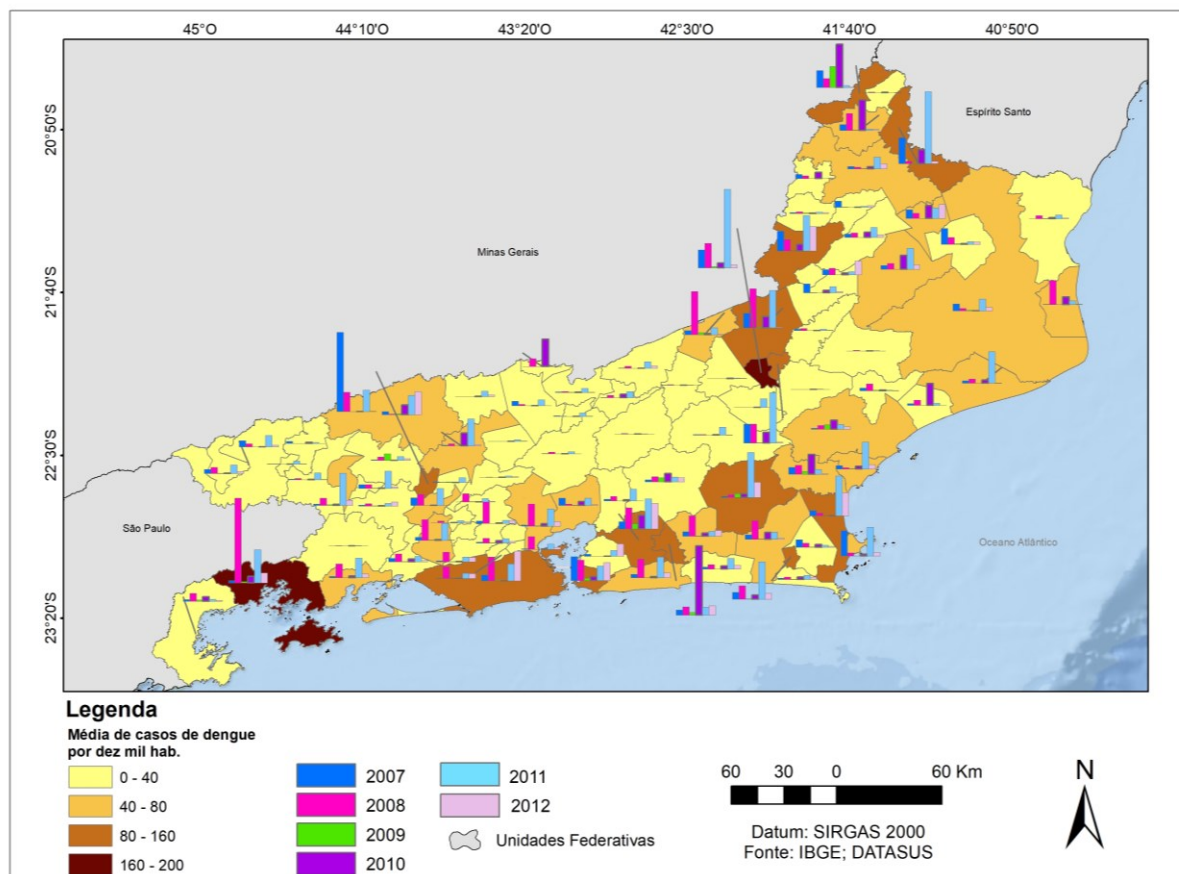 45°O 44°10'O 43°20'O 42°30'O 41°40'O 40°50'O
20°50'S
21°40'S
22°30'S
23°20'S
Espírito Santo
Minas Gerais
São Paulo
Oceano Atlântico
Legenda
Média de casos de dengue
por dez mil hab.
0 - 40
40 - 80
80 - 160
160 - 200
2007
2008
2009
2010
2011
2012
Unidades Federativas
60 30 0 60 Km
Datum: SIRGAS 2000
Fonte: IBGE; DATASUS
N